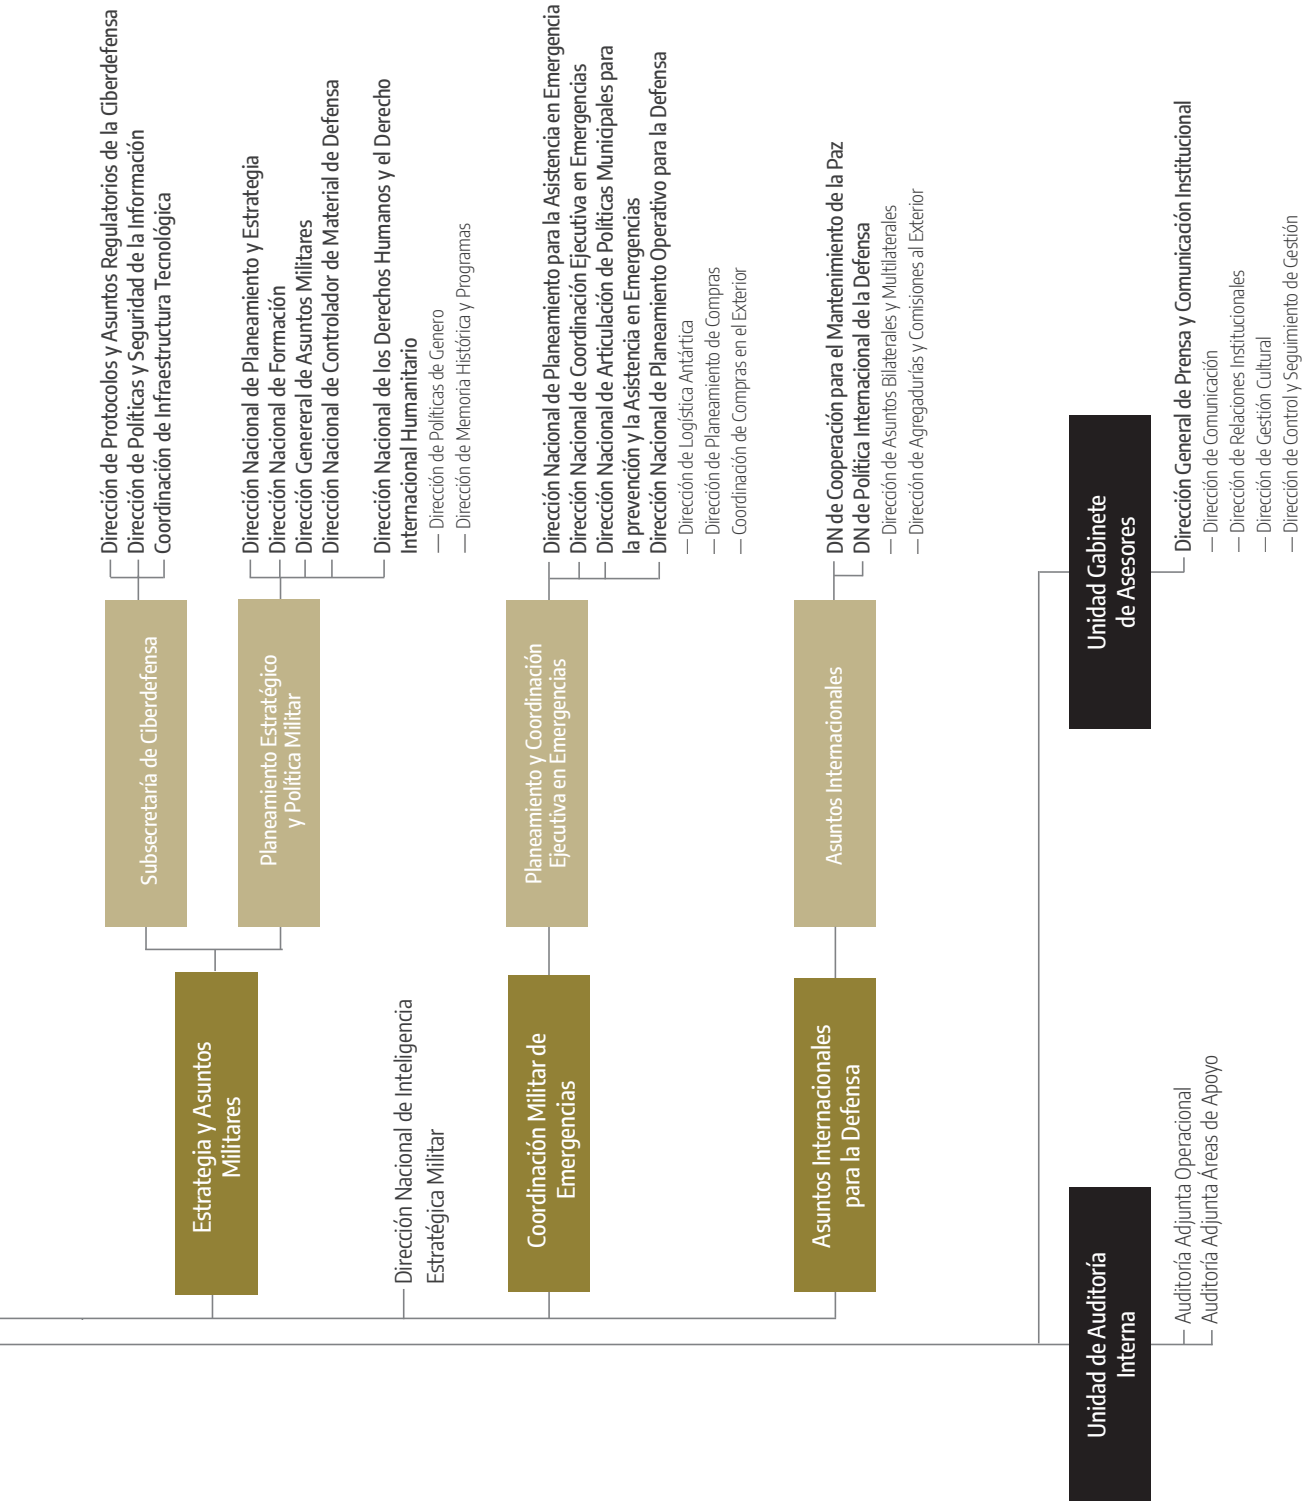 Estrategia y Asuntos
Militares
Subsecretaría de Ciberdefensa
Dirección de Protocolos y Asuntos Regulatorios de la Ciberdefensa
Dirección de Políticas y Seguridad de la Información
Coordinación de Infraestructura Tecnológica
Planeamiento Estratégico
y Política Militar
Dirección Nacional de Planeamiento y Estrategia
Dirección Nacional de Formación
Dirección General de Asuntos Militares
Dirección Nacional de Controlador de Material de Defensa
Dirección Nacional de los Derechos Humanos y el Derecho
Internacional Humanitario
— Dirección de Políticas de Genero
— Dirección de Memoria Histórica y Programas
Dirección Nacional de Inteligencia
Estratégica Militar
Coordinación Militar de
Emergencias
Planeamiento y Coordinación
Ejecutiva en Emergencias
Dirección Nacional de Planeamiento para la Asistencia en Emergencia
Dirección Nacional de Coordinación Ejecutiva en Emergencias
Dirección Nacional de Articulación de Políticas Municipales para
la prevención y la Asistencia en Emergencias
Dirección Nacional de Planeamiento Operativo para la Defensa
— Dirección de Logística Antártica
— Dirección de Planeamiento de Compras
— Coordinación de Compras en el Exterior
Asuntos Internacionales
para la Defensa
Asuntos Internacionales
DN de Cooperación para el Mantenimiento de la Paz
DN de Política Internacional de la Defensa
— Dirección de Asuntos Bilaterales y Multilaterales
— Dirección de Agregadurías y Comisiones al Exterior
Unidad de Auditoría
Interna
Auditoría Adjunta Operacional
Auditoría Adjunta Áreas de Apoyo
Unidad Gabinete
de Asesores
Dirección General de Prensa y Comunicación Institucional
— Dirección de Comunicación
— Dirección de Relaciones Institucionales
— Dirección de Gestión Cultural
— Dirección de Control y Seguimiento de Gestión